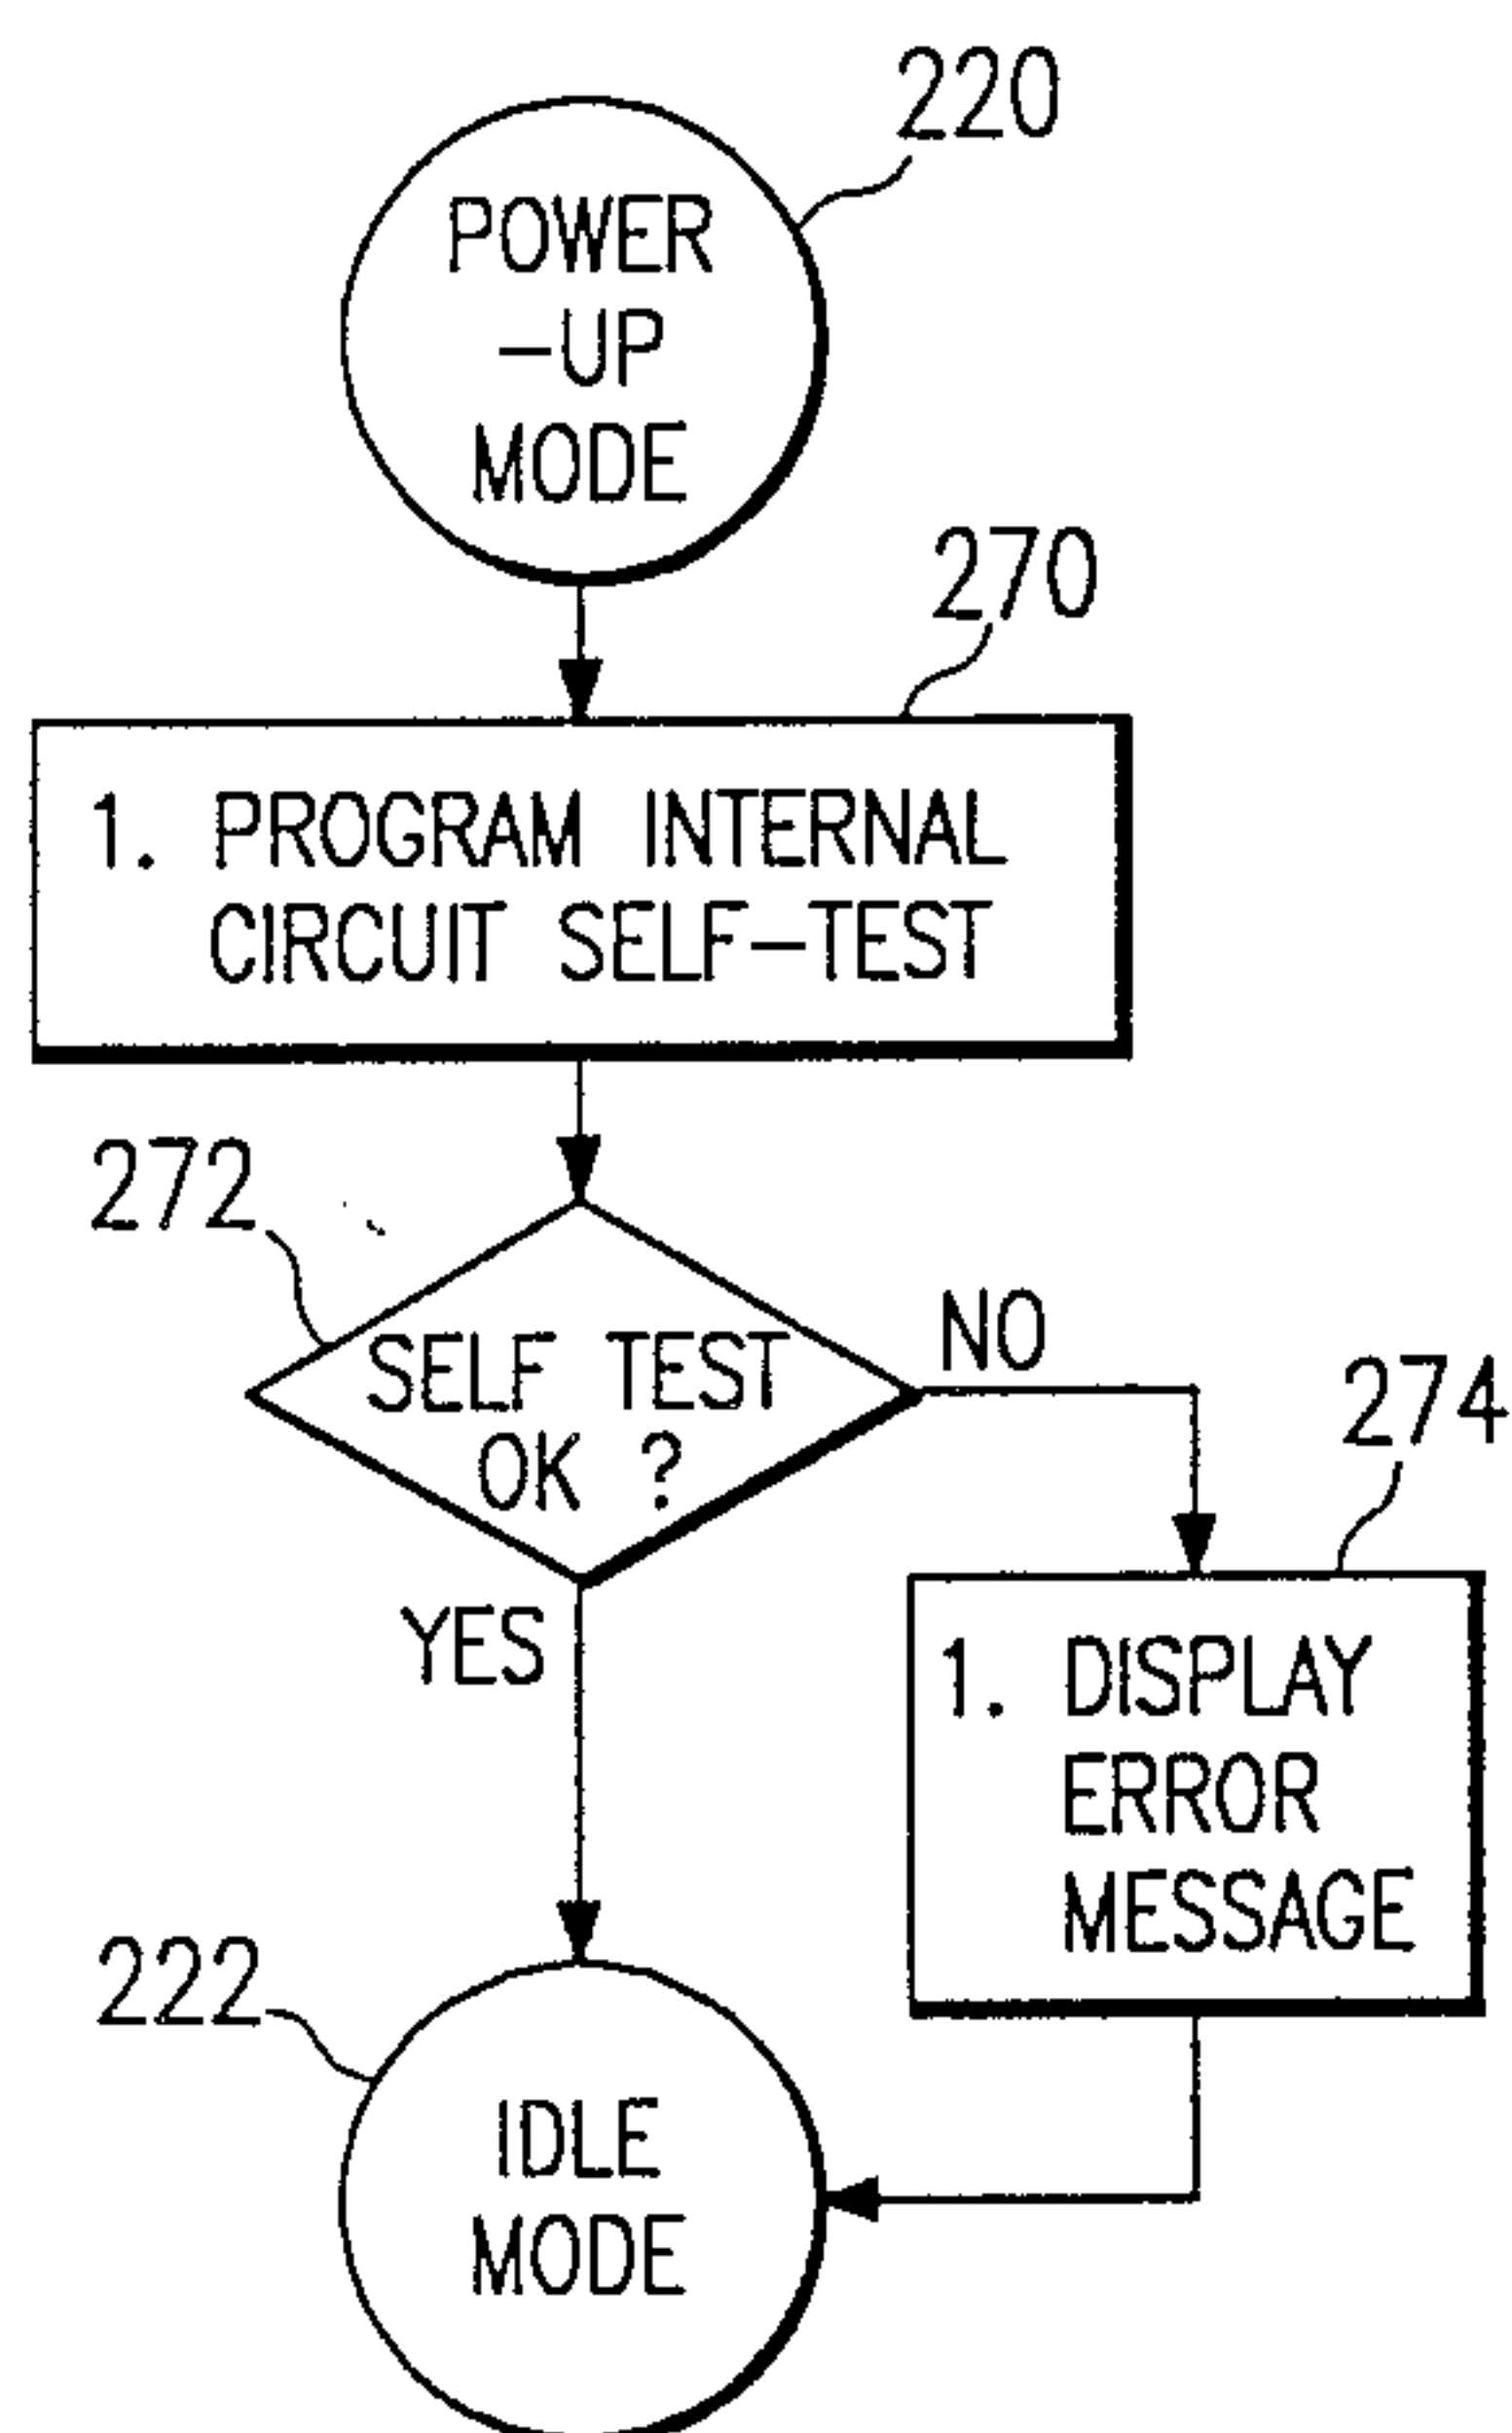 220
POWER
-UP
MODE
270
1. PROGRAM INTERNAL
CIRCUIT SELF-TEST
272
SELF TEST
OK ?
NO
274
YES
1. DISPLAY
ERROR
MESSAGE
222
IDLE
MODE